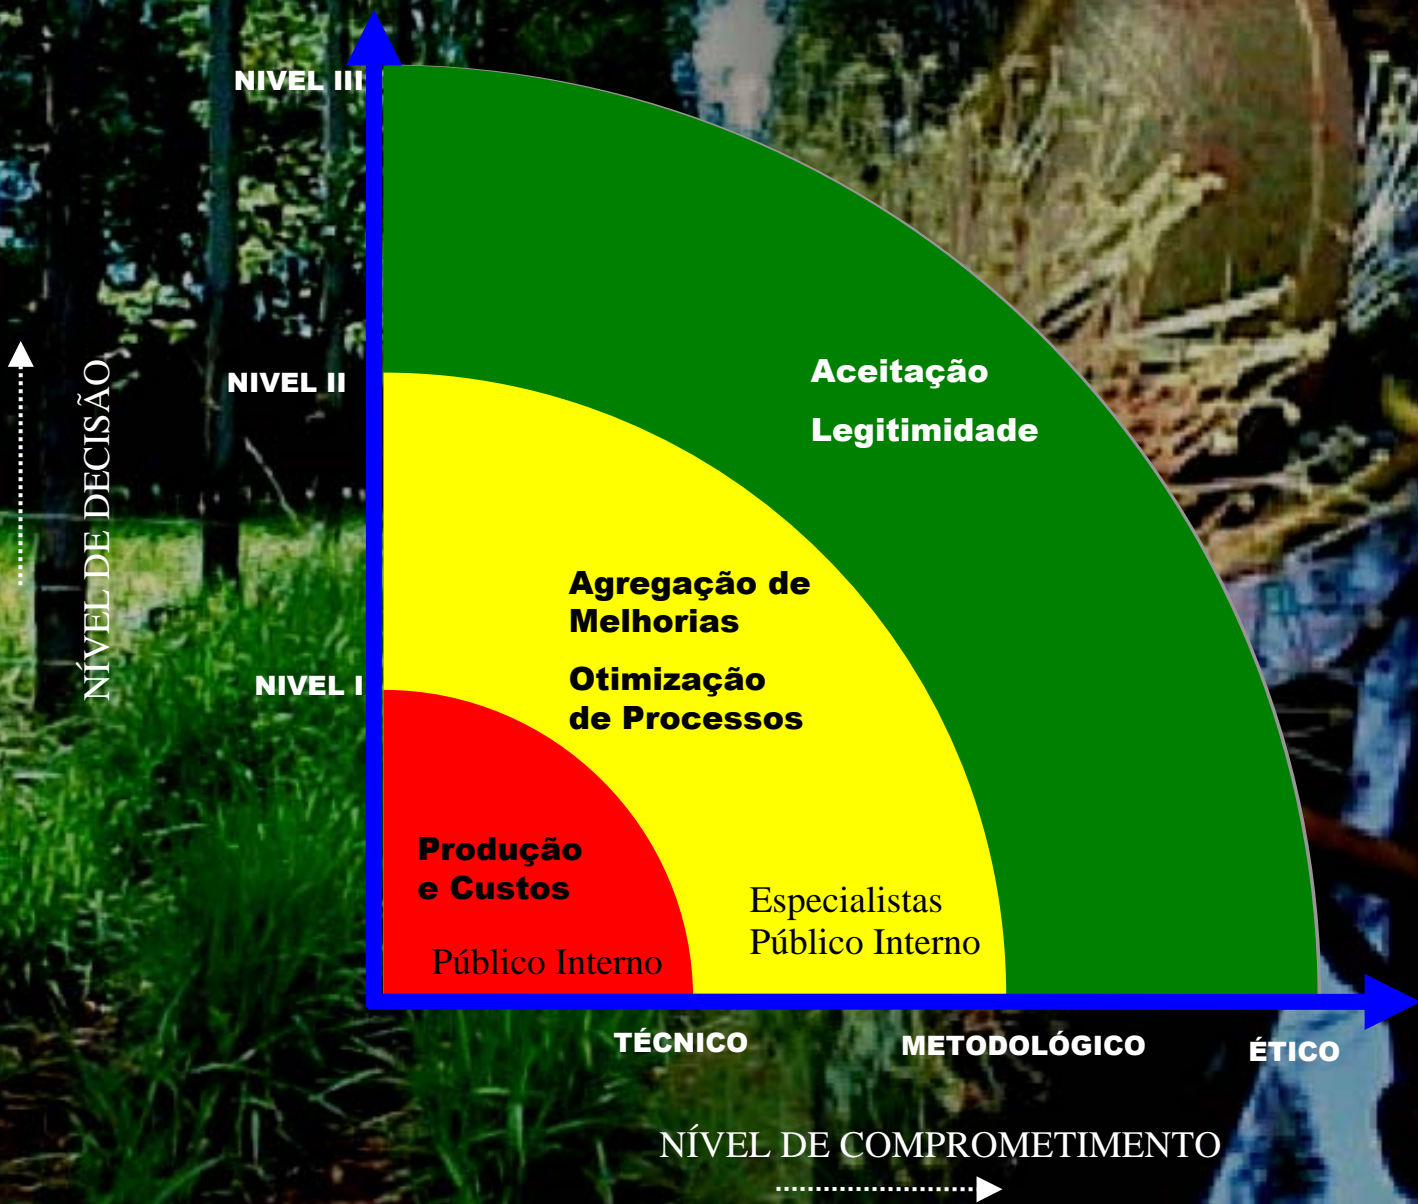 NIVEL III
NIVEL II
NIVEL I
NÍVEL DE DECISÃO
Aceitação
Legitimidade
Agregação de
Melhorias
Otimização
de Processos
Produção
e Custos
Público Interno
Especialistas
Público Interno
TÉCNICO
METODOLÓGICO
ÉTICO
NÍVEL DE COMPROMETIMENTO